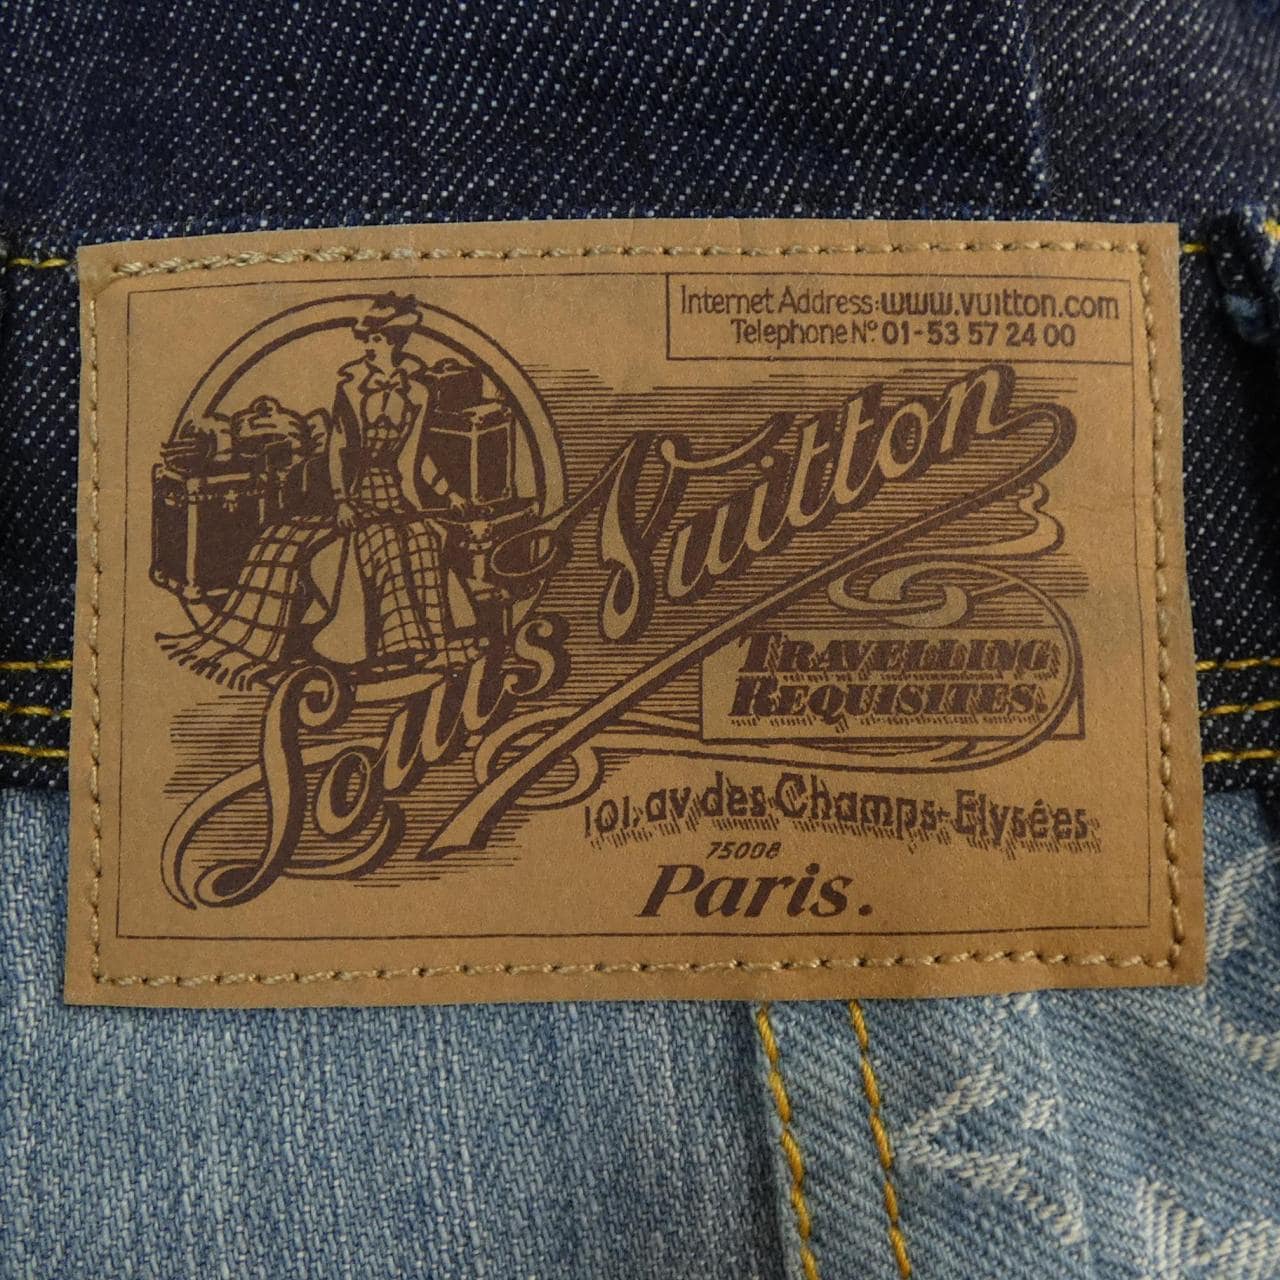 Internet Address:www.vuitton.com
Telephone Nº 01-53 57 24 00
Louis Vuitton
TRAVELLING
REQUISITES.
101, av des Champs-Elysées
75008
Paris.